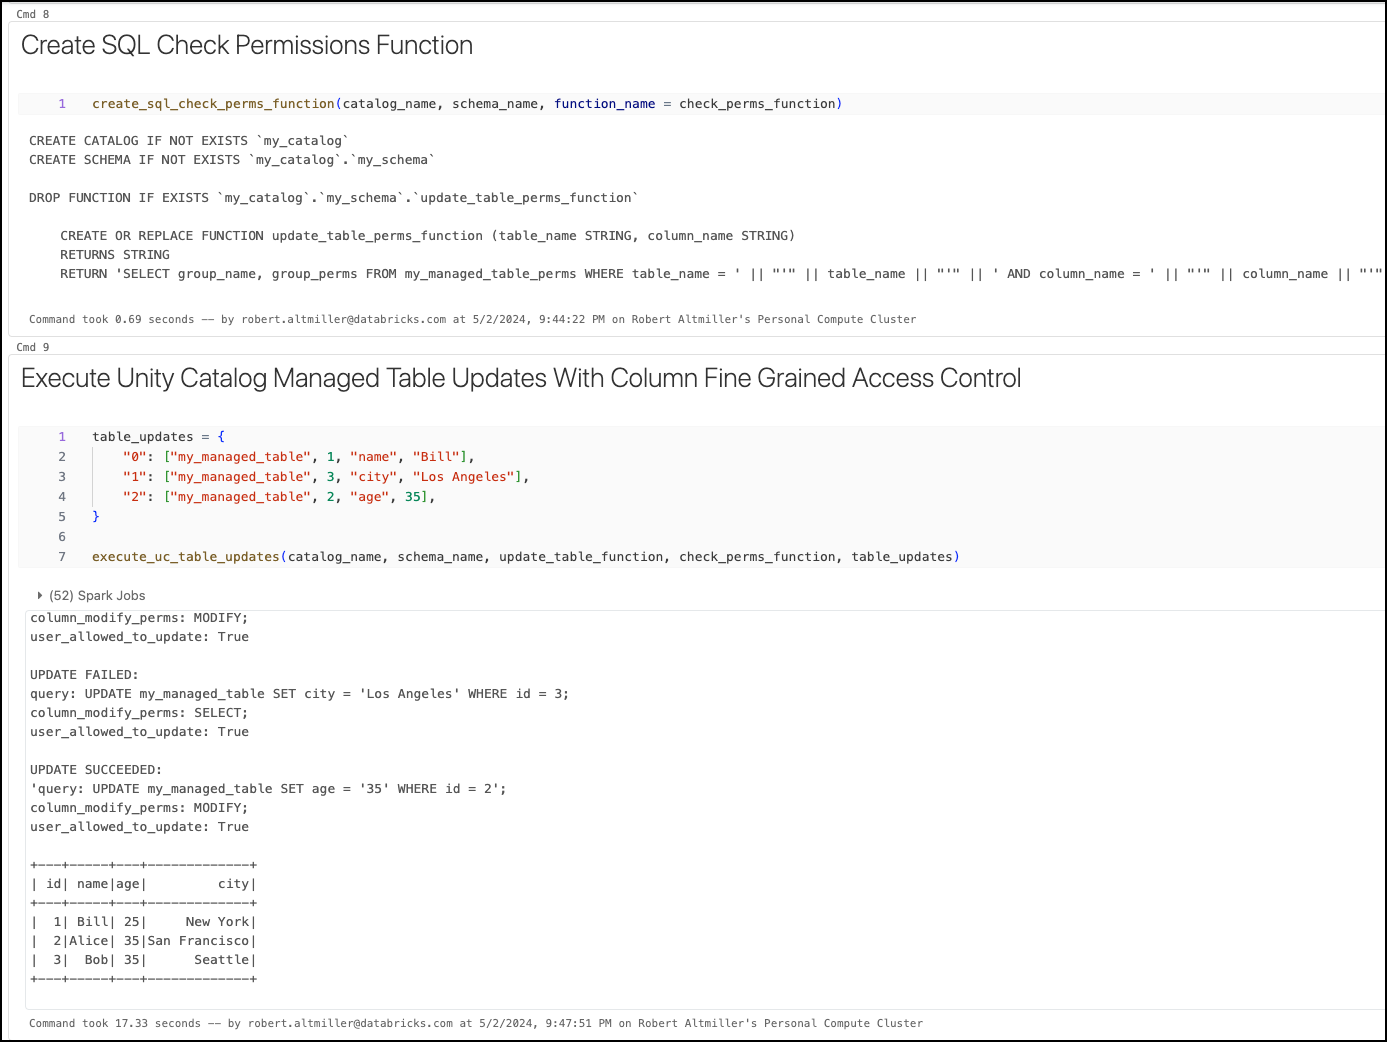 Cmd 8
Create SQL Check Permissions Function
1 create_sql_check_perms_function(catalog_name, schema_name, function_name = check_perms_function)
CREATE CATALOG IF NOT EXISTS `my_catalog`
CREATE SCHEMA IF NOT EXISTS `my_catalog`.`my_schema`
DROP FUNCTION IF EXISTS `my_catalog`.`my_schema`.`update_table_perms_function`
CREATE OR REPLACE FUNCTION update_table_perms_function (table_name STRING, column_name STRING)
RETURNS STRING
RETURN 'SELECT group_name, group_perms FROM my_managed_table_perms WHERE table_name = ' || "'" || table_name || "'" || ' AND column_name = ' || "'" || column_name || "'"
Command took 0.69 seconds -- by robert.altmiller@databricks.com at 5/2/2024, 9:44:22 PM on Robert Altmiller's Personal Compute Cluster
Cmd 9
Execute Unity Catalog Managed Table Updates With Column Fine Grained Access Control
1 table_updates = {
2 "0": ["my_managed_table", 1, "name", "Bill"],
3 "1": ["my_managed_table", 3, "city", "Los Angeles"],
4 "2": ["my_managed_table", 2, "age", 35],
5 }
6
7 execute_uc_table_updates(catalog_name, schema_name, update_table_function, check_perms_function, table_updates)
(52) Spark Jobs
column_modify_perms: MODIFY;
user_allowed_to_update: True
UPDATE FAILED:
query: UPDATE my_managed_table SET city = 'Los Angeles' WHERE id = 3;
column_modify_perms: SELECT;
user_allowed_to_update: True
UPDATE SUCCEEDED:
'query: UPDATE my_managed_table SET age = '35' WHERE id = 2';
column_modify_perms: MODIFY;
user_allowed_to_update: True
+---+-----+---+-------------+
| id| name|age|         city|
+---+-----+---+-------------+
|  1| Bill| 25|     New York|
|  2|Alice| 35|San Francisco|
|  3|  Bob| 35|      Seattle|
+---+-----+---+-------------+
Command took 17.33 seconds -- by robert.altmiller@databricks.com at 5/2/2024, 9:47:51 PM on Robert Altmiller's Personal Compute Cluster